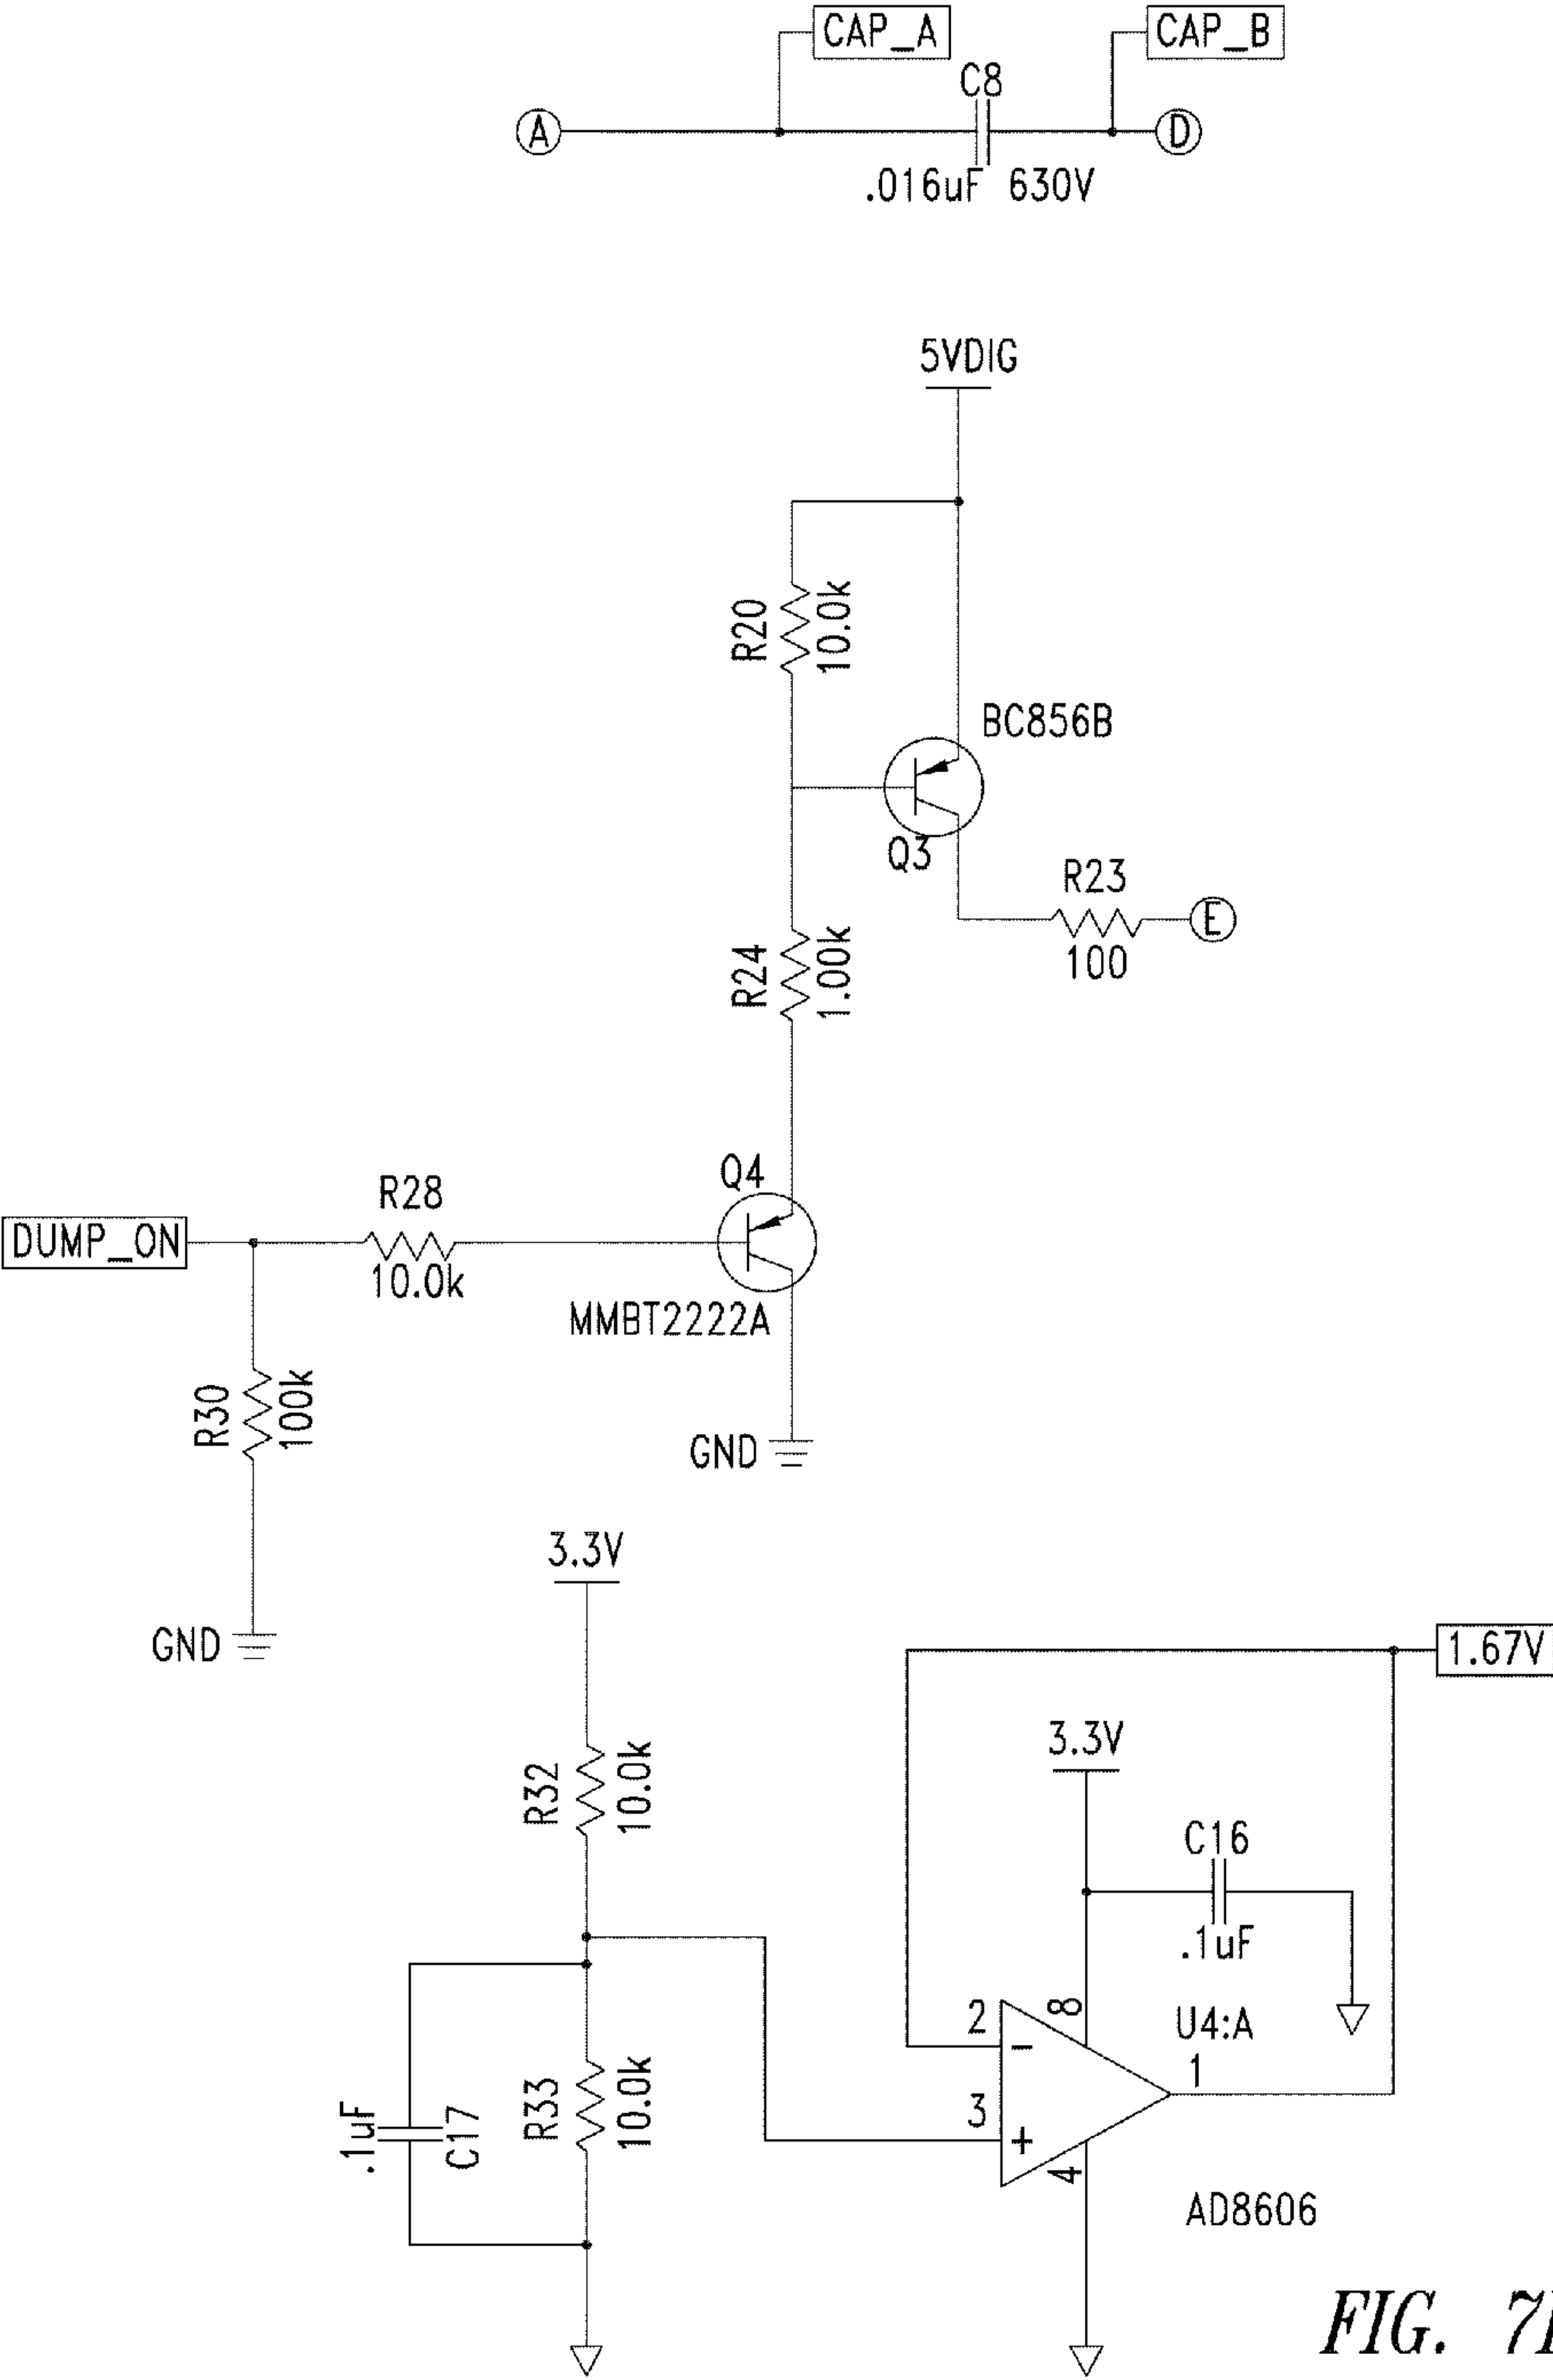 CAP_A
CAP_B
C8
A
D
.016uF 630V
5VDIG
R20
10.0k
BC856B
Q3
R23
E
100
R24
1.00k
Q4
R28
DUMP_ON
10.0k
MMBT2222A
R30
100k
GND
3.3V
GND
1.67V
3.3V
R32
10.0k
C16
.1uF
8
2
U4:A
-
1
R33
10.0k
3
+
.1uF
C17
4
AD8606
FIG.